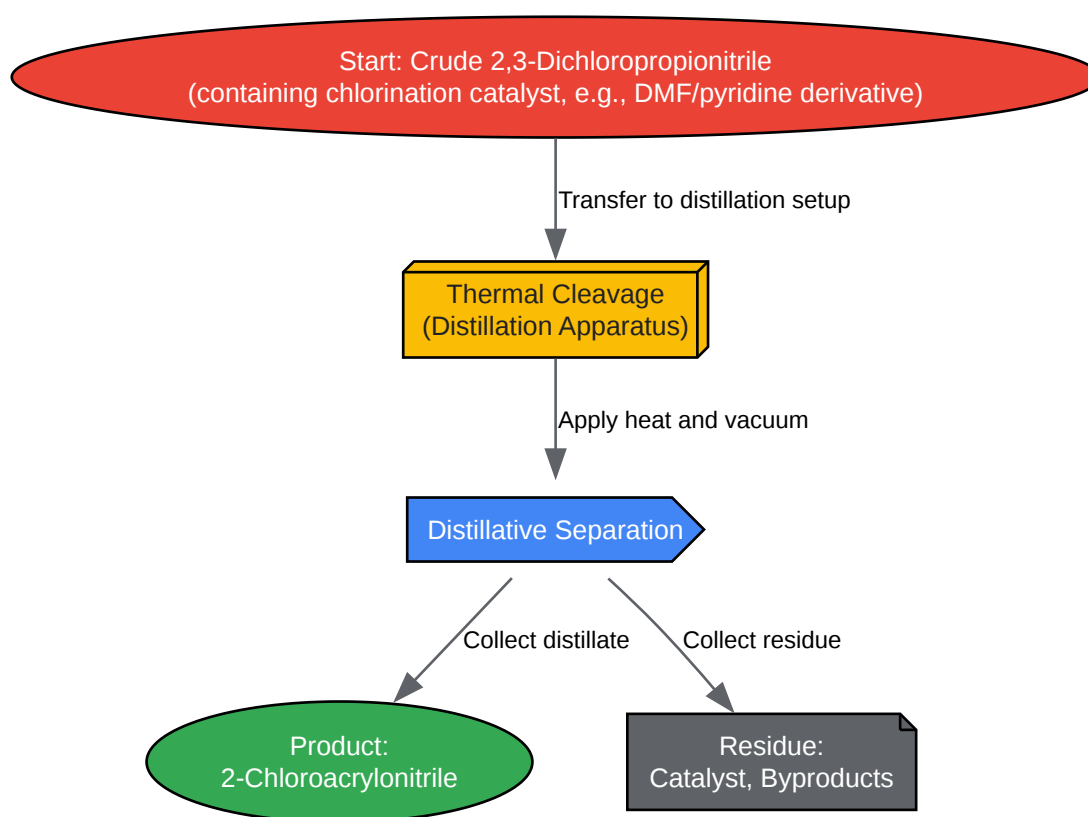 Start: Crude 2,3-Dichloropropionitrile
(containing chlorination catalyst, e.g., DMF/pyridine derivative)
Transfer to distillation setup
Thermal Cleavage
(Distillation Apparatus)
Apply heat and vacuum
Distillative Separation
Collect distillate
Collect residue
Product:
2-Chloroacrylonitrile
Residue:
Catalyst, Byproducts